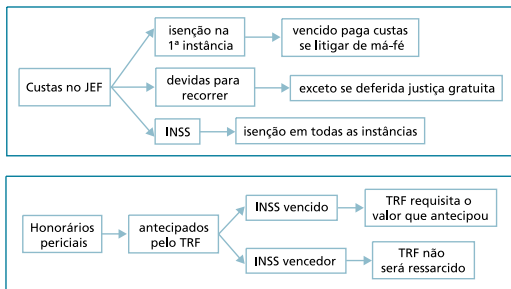 isenção na
1ª instância
vencido paga custas
se litigar de má-fé
Custas no JEF
devidas para
recorrer
exceto se deferida justiça gratuita
INSS
isenção em todas as instâncias
Honorários
periciais
antecipados
pelo TRF
INSS vencido
TRF requisita o
valor que antecipou
INSS vencedor
TRF não
será ressarcido